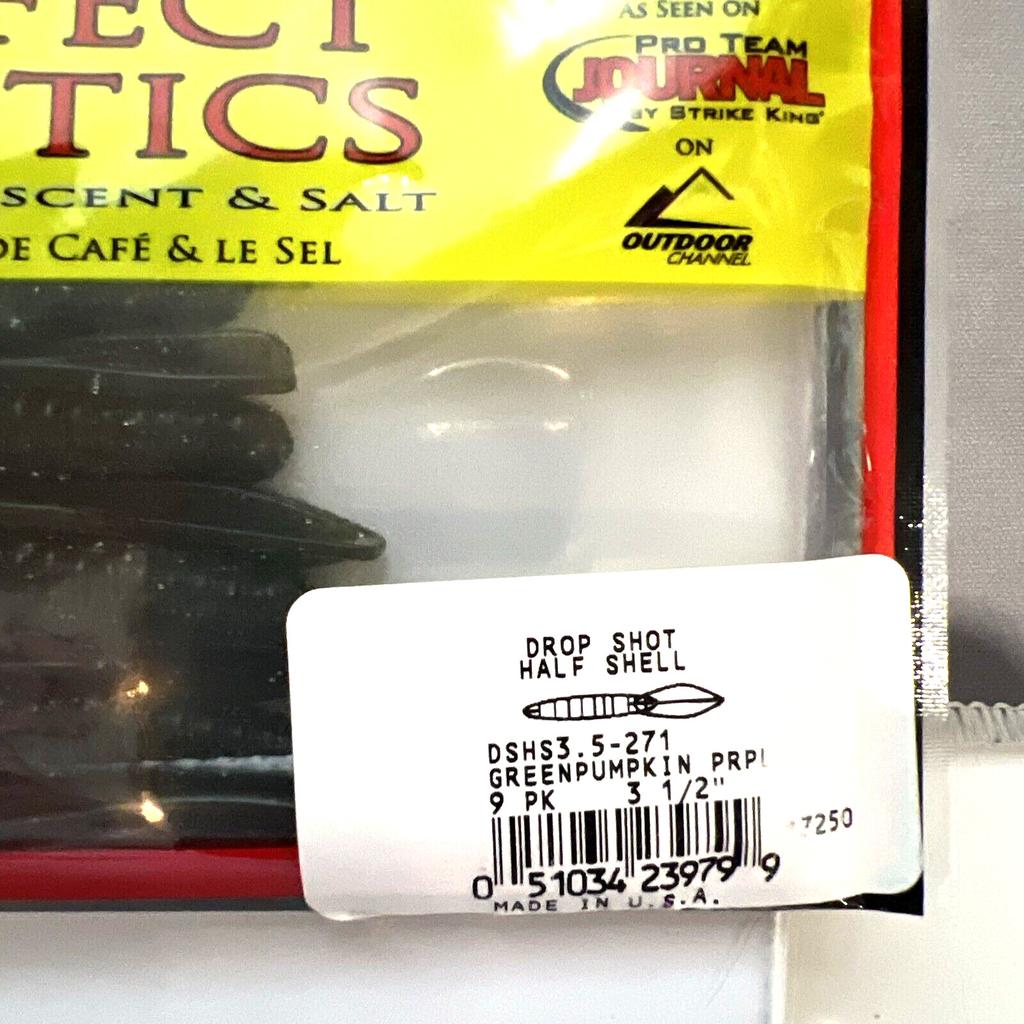 FECT
TICS
SCENT & SALT
DE CAFÉ & LE SEL
AS SEEN ON
PRO TEAM
JOURNAL
BY STRIKE KING®
ON
OUTDOOR
CHANNEL
DROP SHOT
HALF SHELL
DSHS3.5-271
GREENPUMPKIN PRPL
9 PK 3 1/2"
7250
0 51034 23979 9
MADE IN U.S.A.